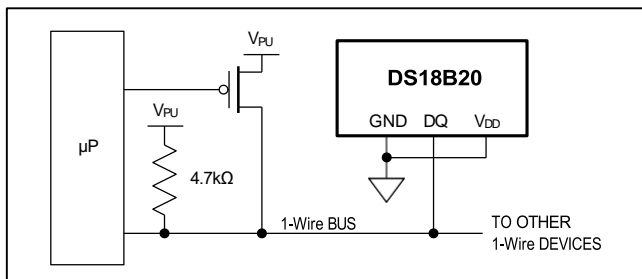 VPU
DS18B20
GND DQ VDD
VPU
µP
4.7kΩ
1-Wire BUS
TO OTHER
1-Wire DEVICES